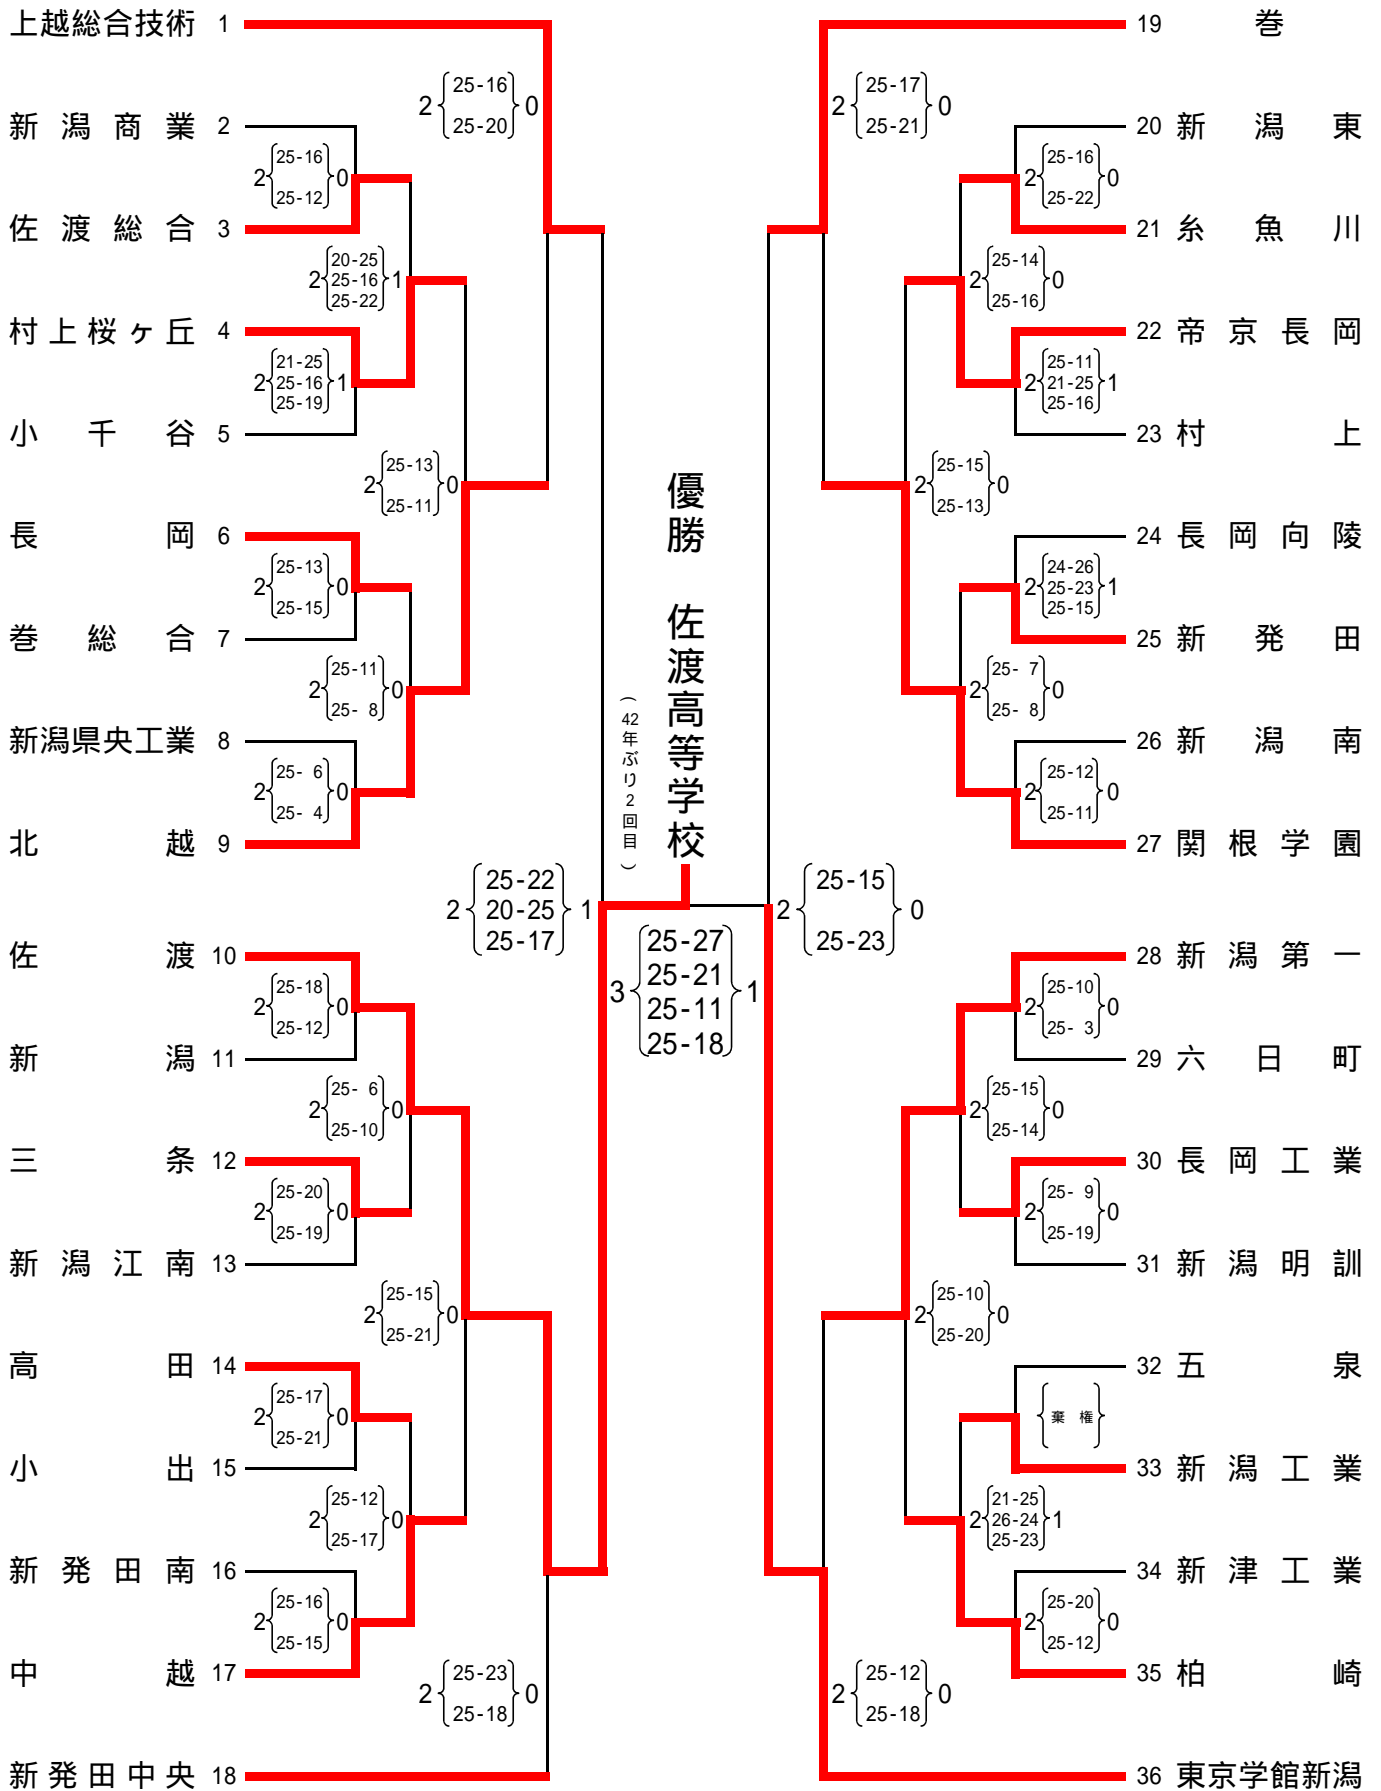 上越総合技術 1
2 25-16 25-20 0
新潟商業 2
2 25-16 25-12 0
佐渡総合 3
2 20-25 25-16 25-22 1
村上桜ヶ丘 4
2 21-25 25-16 25-19 1
小千谷 5
2 25-13 25-11 0
長岡 6
2 25-13 25-15 0
巻総合 7
2 25-11 25- 8 0
新潟県央工業 8
2 25- 6 25- 4 0
北越 9
2 25-22 20-25 25-17 1
佐渡 10
2 25-18 25-12 0
新潟 11
2 25- 6 25-10 0
三条 12
2 25-20 25-19 0
新潟江南 13
2 25-15 25-21 0
高田 14
2 25-17 25-21 0
小出 15
2 25-12 25-17 0
新発田南 16
2 25-16 25-15 0
中越 17
2 25-23 25-18 0
新発田中央 18
優勝 佐渡高等学校
(42年ぶり2回目)
3 25-27 25-21 25-11 25-18 1
19 巻
2 25-17 25-21 0
20 新潟東
2 25-16 25-22 0
21 糸魚川
2 25-14 25-16 0
22 帝京長岡
2 25-11 21-25 25-16 1
23 村上
2 25-15 25-13 0
24 長岡向陵
2 24-26 25-23 25-15 1
25 新発田
2 25- 7 25- 8 0
26 新潟南
2 25-12 25-11 0
27 関根学園
2 25-15 25-23 0
28 新潟第一
2 25-10 25- 3 0
29 六日町
2 25-15 25-14 0
30 長岡工業
2 25- 9 25-19 0
31 新潟明訓
2 25-10 25-20 0
32 五泉
棄権
33 新潟工業
2 21-25 26-24 25-23 1
34 新津工業
2 25-20 25-12 0
35 柏崎
2 25-12 25-18 0
36 東京学館新潟